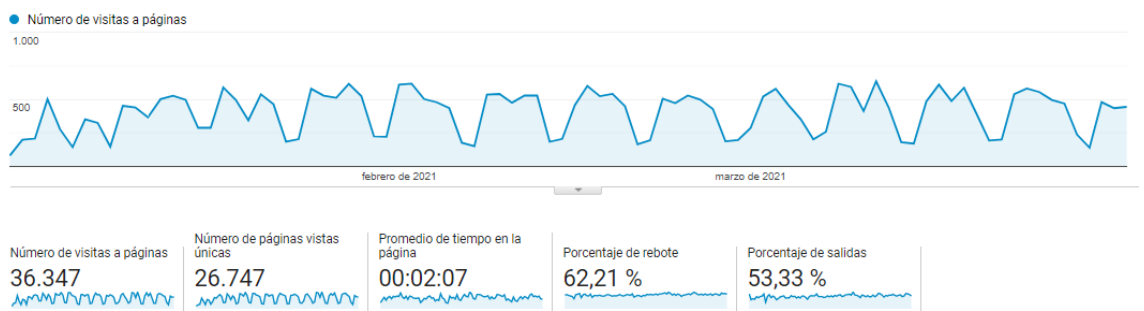 Número de visitas a páginas
1.000
500
febrero de 2021
marzo de 2021
Número de visitas a páginas
36.347
Número de páginas vistas
únicas
26.747
Promedio de tiempo en la
página
00:02:07
Porcentaje de rebote
62,21 %
Porcentaje de salidas
53,33 %